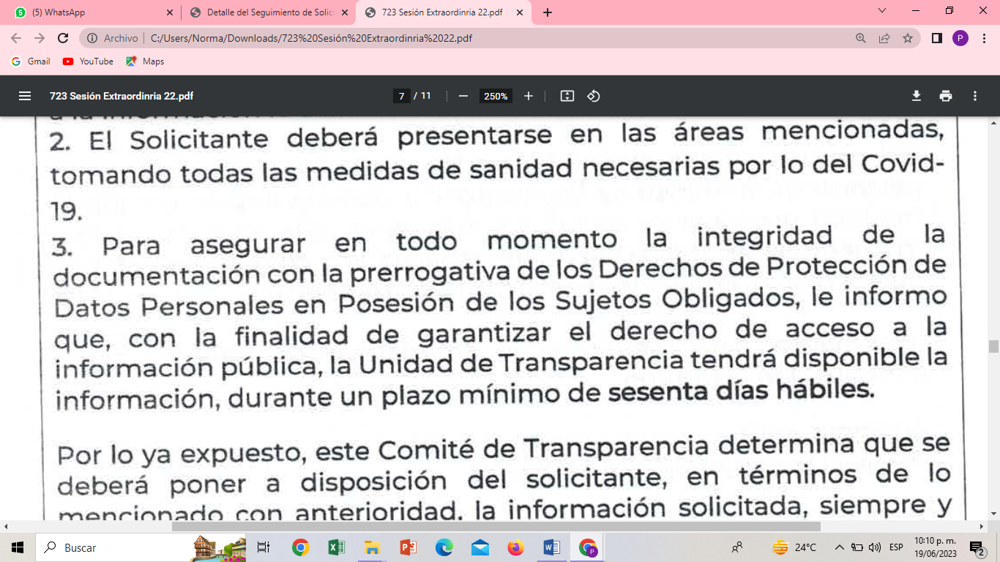 5
(5) WhatsApp
Detalle del Seguimiento de Solic
723 Sesión Extraordinria 22.pdf
Archivo
C:/Users/Norma/Downloads/723%20Sesión%20Extraordinria%2022.pdf
P
Gmail
YouTube
Maps
723 Sesión Extraordinria 22.pdf
7 / 11
250%
2. El Solicitante deberá presentarse en las áreas mencionadas,
tomando todas las medidas de sanidad necesarias por lo del Covid-
19.
3. Para asegurar en todo momento la integridad de la
documentación con la prerrogativa de los Derechos de Protección de
Datos Personales en Posesión de los Sujetos Obligados, le informo
que, con la finalidad de garantizar el derecho de acceso a la
información pública, la Unidad de Transparencia tendrá disponible la
información, durante un plazo mínimo de sesenta días hábiles.
Por lo ya expuesto, este Comité de Transparencia determina que se
deberá poner a disposición del solicitante, en términos de lo
mencionado con anterioridad, la información solicitada, siempre y
Buscar
24°C
ESP
10:10 p. m.
19/06/2023
2